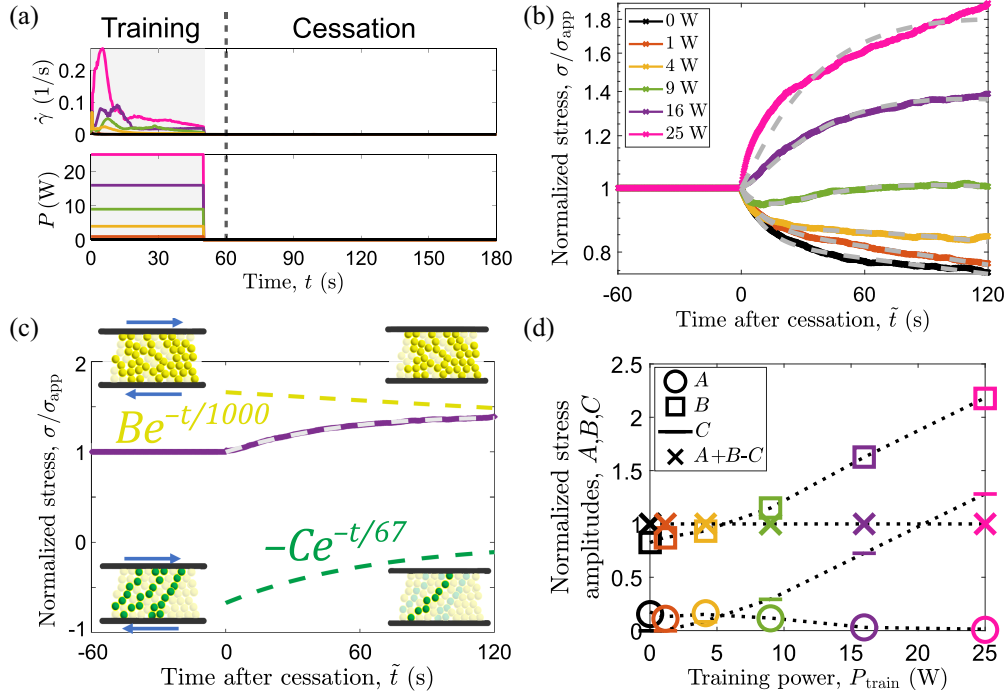 (a)
Training
Cessation
γ̇ (1/s)
0.2
0.1
0
P (W)
20
10
0
0 30 60 90 120 150 180
Time, t (s)
(b)
Normalized stress, σ/σapp
1.8
1.6
1.4
1.2
1
0.8
0 W
1 W
4 W
9 W
16 W
25 W
-60 0 60 120
Time after cessation, t̃ (s)
(c)
Normalized stress, σ/σapp
2
1
0
-1
Be^{-t/1000}
-Ce^{-t/67}
-60 0 60 120
Time after cessation, t̃ (s)
(d)
Normalized stress
amplitudes, A,B,C
2.5
2
1.5
1
0.5
0
A
B
C
A+B-C
0 5 10 15 20 25
Training power, Ptrain (W)